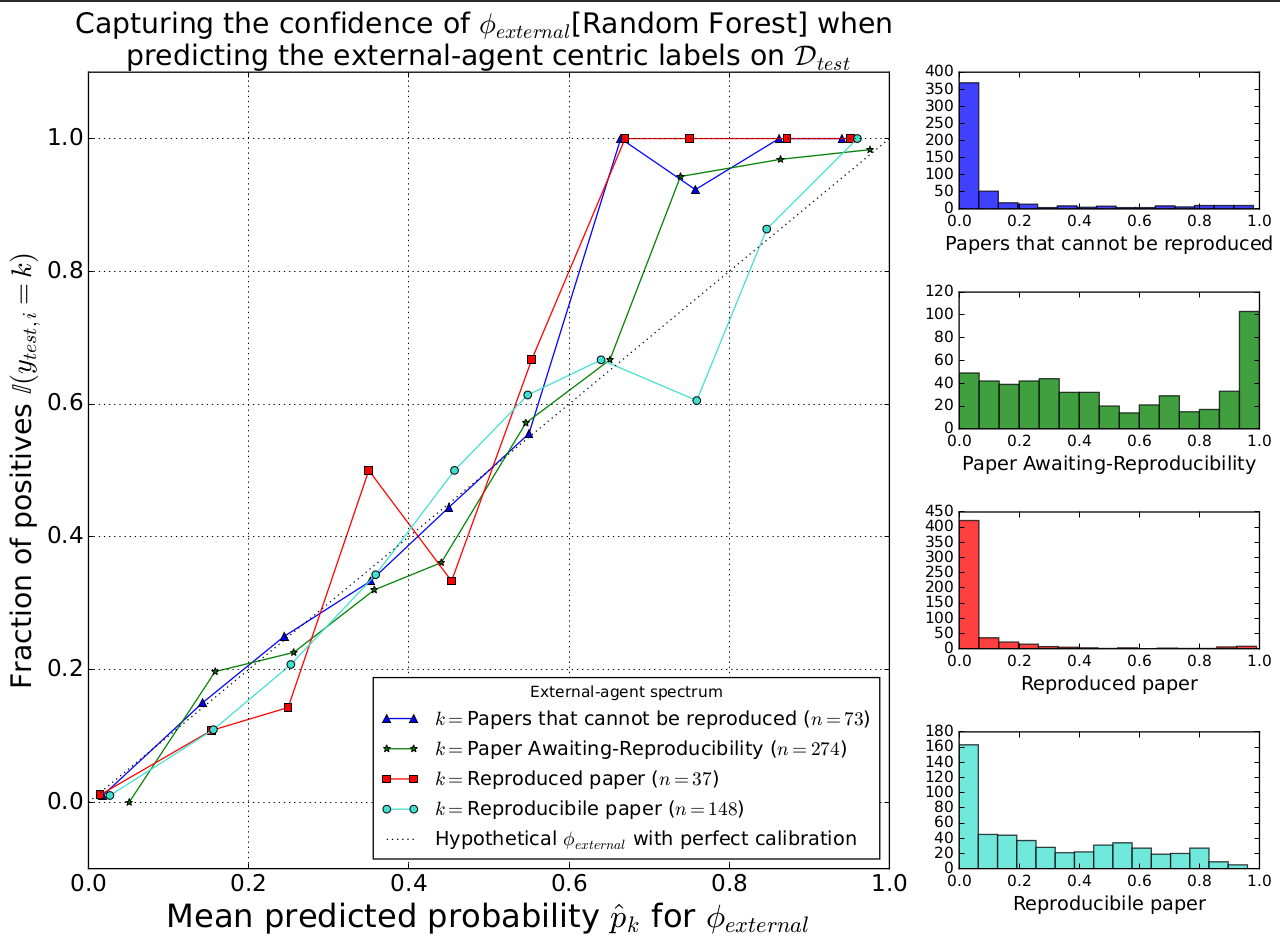 Capturing the confidence of ϕ_external[Random Forest] when
predicting the external-agent centric labels on 𝒟_test
Fraction of positives 𝕀(y_test,i = k)
1.0
0.8
0.6
0.4
0.2
0.0
0.0 0.2 0.4 0.6 0.8 1.0
Mean predicted probability p̂_k for ϕ_external
External-agent spectrum
k = Papers that cannot be reproduced (n = 73)
k = Paper Awaiting-Reproducibility (n = 274)
k = Reproduced paper (n = 37)
k = Reproducibile paper (n = 148)
Hypothetical ϕ_external with perfect calibration
400
350
300
250
200
150
100
50
0
0.0 0.2 0.4 0.6 0.8 1.0
Papers that cannot be reproduced
120
100
80
60
40
20
0
0.0 0.2 0.4 0.6 0.8 1.0
Paper Awaiting-Reproducibility
450
400
350
300
250
200
150
100
50
0
0.0 0.2 0.4 0.6 0.8 1.0
Reproduced paper
180
160
140
120
100
80
60
40
20
0
0.0 0.2 0.4 0.6 0.8 1.0
Reproducibile paper